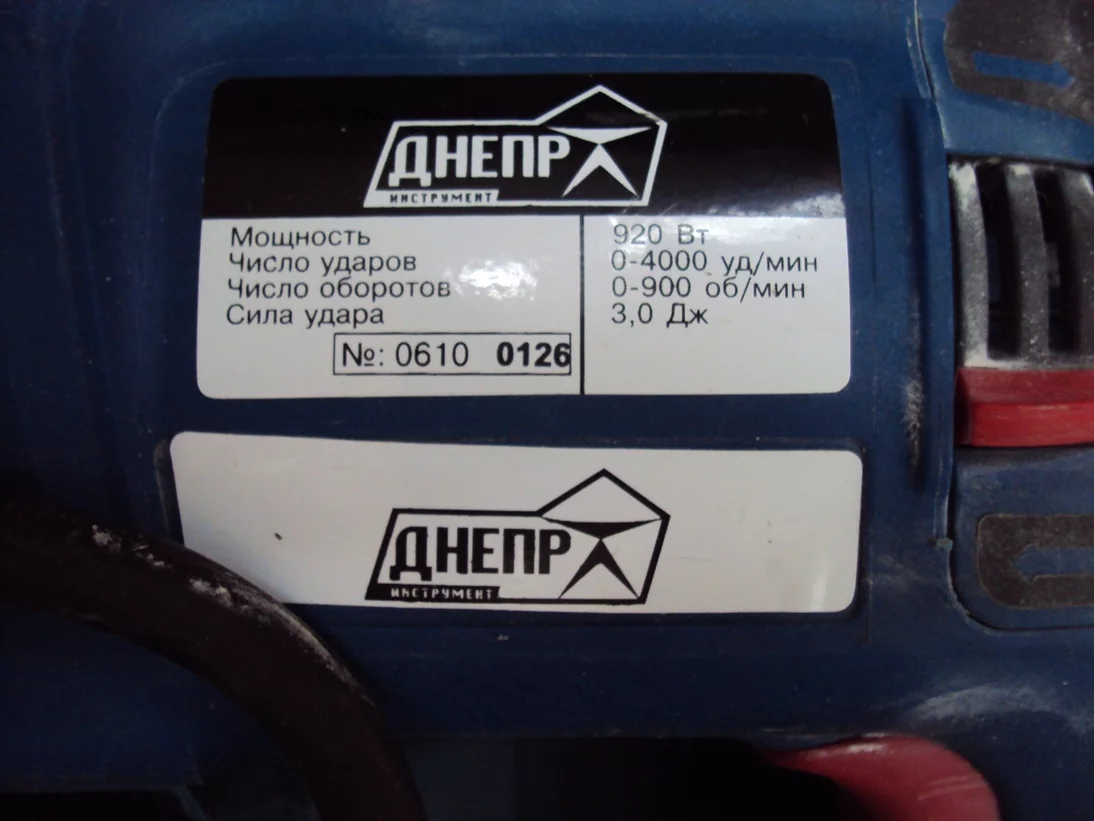 ДНЕПР
ИНСТРУМЕНТ
Мощность 920 Вт
Число ударов 0-4000 уд/мин
Число оборотов 0-900 об/мин
Сила удара 3,0 Дж
№: 0610 0126
ДНЕПР
ИНСТРУМЕНТ